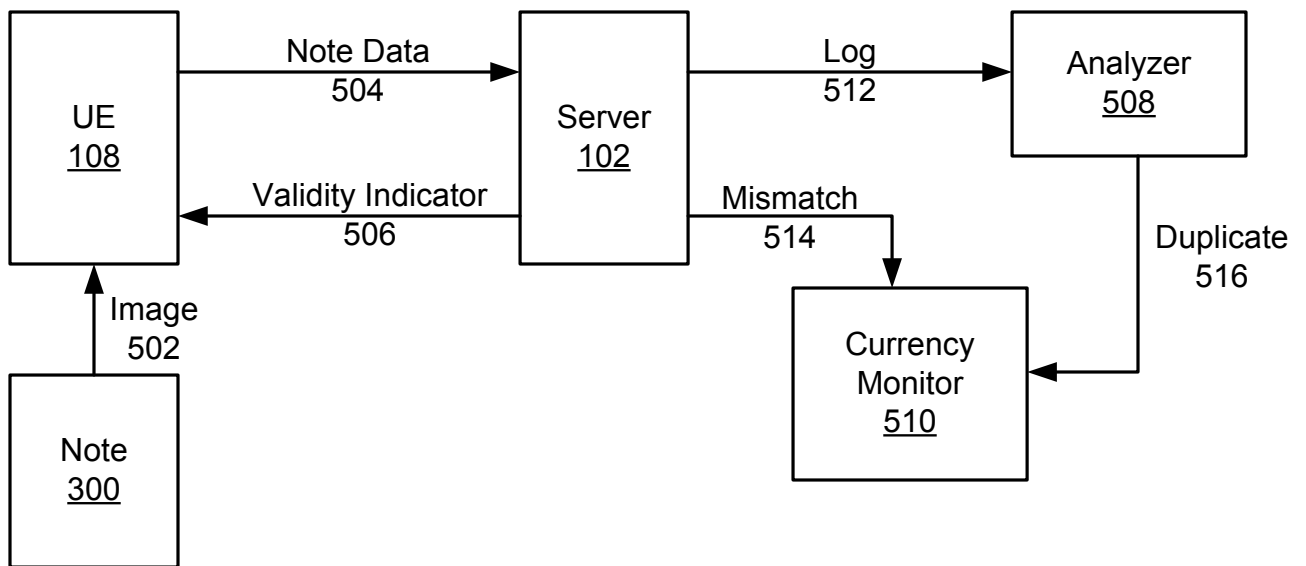 UE
108
Note Data
504
Server
102
Log
512
Analyzer
508
Validity Indicator
506
Mismatch
514
Duplicate
516
Image
502
Currency
Monitor
510
Note
300